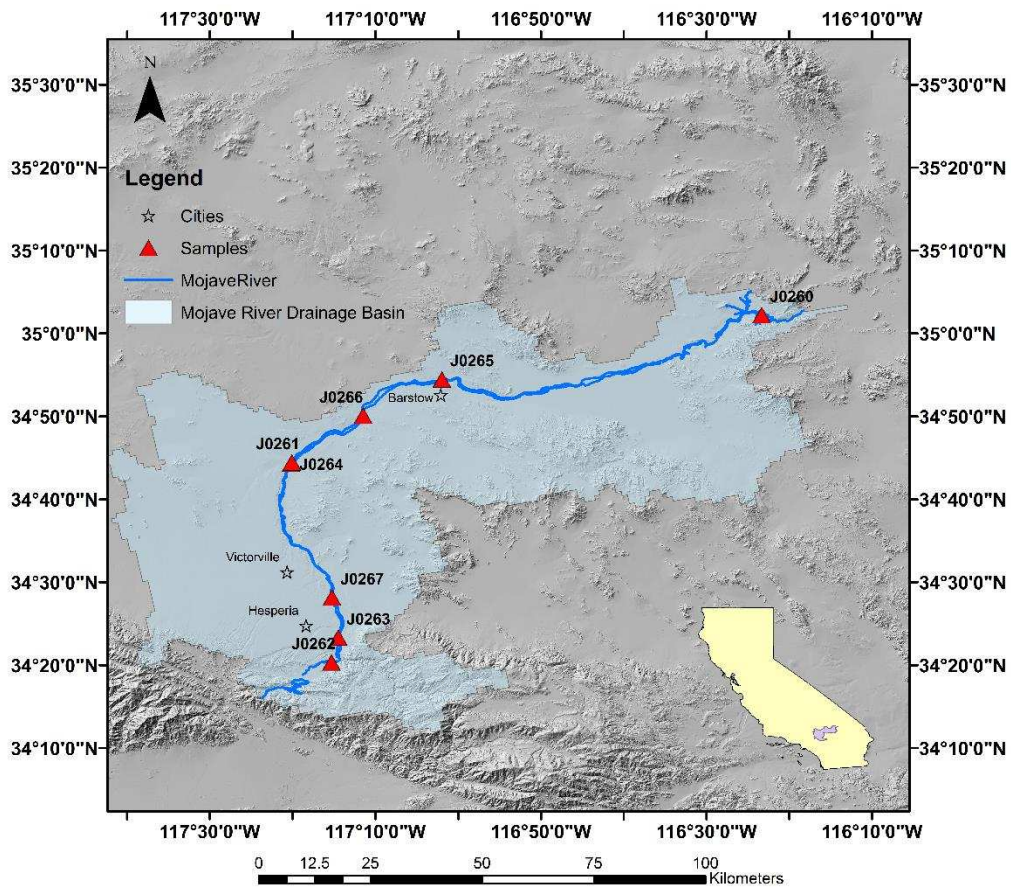 117°30'0"W 117°10'0"W 116°50'0"W 116°30'0"W 116°10'0"W
35°30'0"N 35°30'0"N
N
35°20'0"N 35°20'0"N
Legend
Cities
Samples
MojaveRiver
Mojave River Drainage Basin
35°10'0"N 35°10'0"N
J0260
35°0'0"N 35°0'0"N
J0265
Barstow
J0266
34°50'0"N 34°50'0"N
J0261
J0264
34°40'0"N 34°40'0"N
Victorville
34°30'0"N 34°30'0"N
J0267
Hesperia
J0263
J0262
34°20'0"N 34°20'0"N
34°10'0"N 34°10'0"N
117°30'0"W 117°10'0"W 116°50'0"W 116°30'0"W 116°10'0"W
0 12.5 25 50 75 100
Kilometers